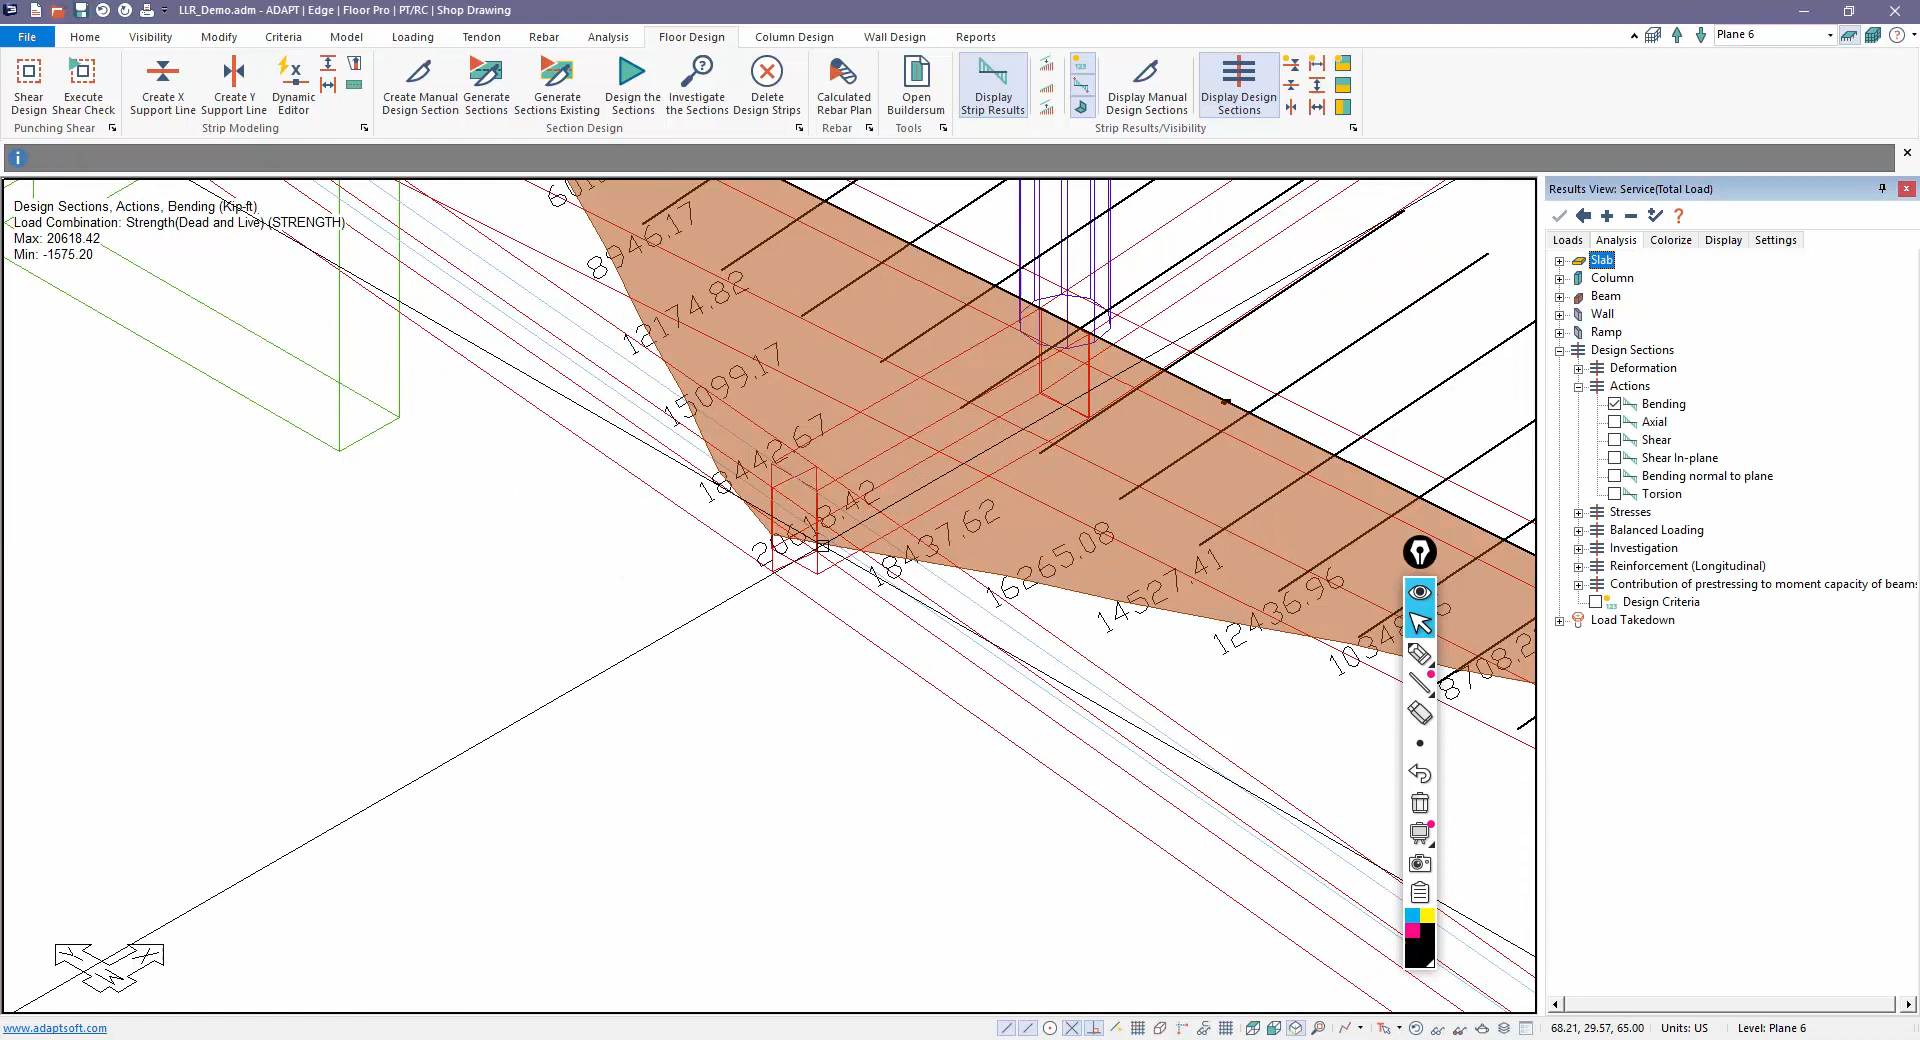 LLR_Demo.adm - ADAPT | Edge | Floor Pro | PT/RC | Shop Drawing
File Home Visibility Modify Criteria Model Loading Tendon Rebar Analysis Floor Design Column Design Wall Design Reports
Plane 6
Shear Design
Execute Shear Check
Create X Support Line
Create Y Support Line
Dynamic Editor
Create Manual Design Section
Generate Sections
Generate Sections Existing
Design the Sections
Investigate the Sections
Delete Design Strips
Calculated Rebar Plan
Open Buildersum
Display Strip Results
Display Manual Design Sections
Display Design Sections
Punching Shear
Strip Modeling
Section Design
Rebar
Tools
Strip Results/Visibility
Design Sections, Actions, Bending (Kip-ft)
Load Combination: Strength(Dead and Live) (STRENGTH)
Max: 20618.42
Min: -1575.20
8946.17
12174.82
15099.17
18442.67
20618.42
18437.62
16265.08
14527.41
12436.96
Results View: Service(Total Load)
Loads Analysis Colorize Display Settings
Slab
Column
Beam
Wall
Ramp
Design Sections
Deformation
Actions
Bending
Axial
Shear
Shear In-plane
Bending normal to plane
Torsion
Stresses
Balanced Loading
Investigation
Reinforcement (Longitudinal)
Contribution of prestressing to moment capacity of beam
Design Criteria
Load Takedown
www.adaptsoft.com
68.21, 29.57, 65.00 Units: US Level: Plane 6